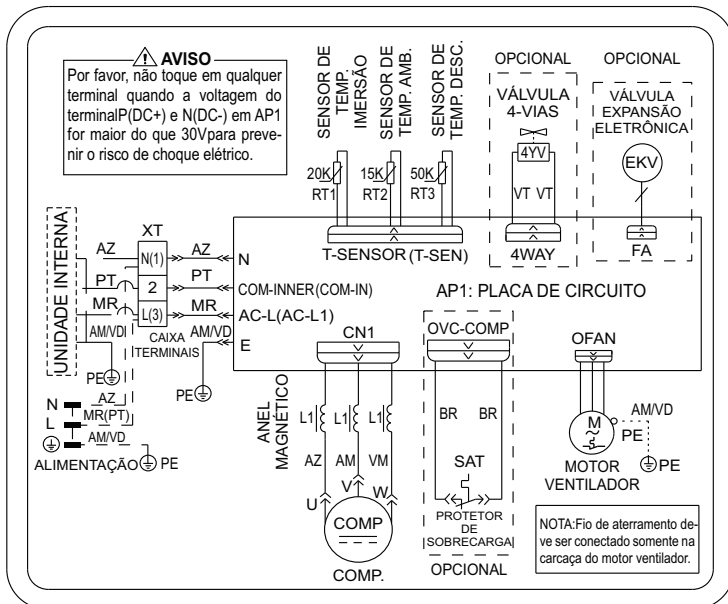 AVISO
Por favor, não toque em qualquer
terminal quando a voltagem do
terminalP(DC+) e N(DC-) em AP1
for maior do que 30Vpara preve-
nir o risco de choque elétrico.
SENSOR DE
TEMP.
IMERSÃO
SENSOR DE
TEMP. AMB.
SENSOR DE
TEMP. DESC.
OPCIONAL
OPCIONAL
VÁLVULA
4-VIAS
VÁLVULA
EXPANSÃO
ELETRÔNICA
4YV
EKV
20K
15K
50K
RT1
RT2
RT3
VT VT
T-SENSOR (T-SEN)
4WAY
FA
UNIDADE INTERNA
XT
AZ
N(1)
AZ
N
PT
2
PT
COM-INNER(COM-IN)
AP1: PLACA DE CIRCUITO
MR
L(3)
MR
AC-L(AC-L1)
AM/VD
CAIXA
TERMINAIS
AM/VD
E
CN1
OVC-COMP
OFAN
PE
PE
N
AZ
L
MR(PT)
AM/VD
ALIMENTAÇÃO
PE
ANEL
MAGNÉTICO
L1
L1
L1
AZ
AM
VM
U
V
W
COMP
COMP.
BR
BR
SAT
PROTETOR
DE
SOBRECARGA
OPCIONAL
M
AM/VD
PE
PE
MOTOR
VENTILADOR
NOTA:Fio de aterramento de-
ve ser conectado somente na
carcaça do motor ventilador.